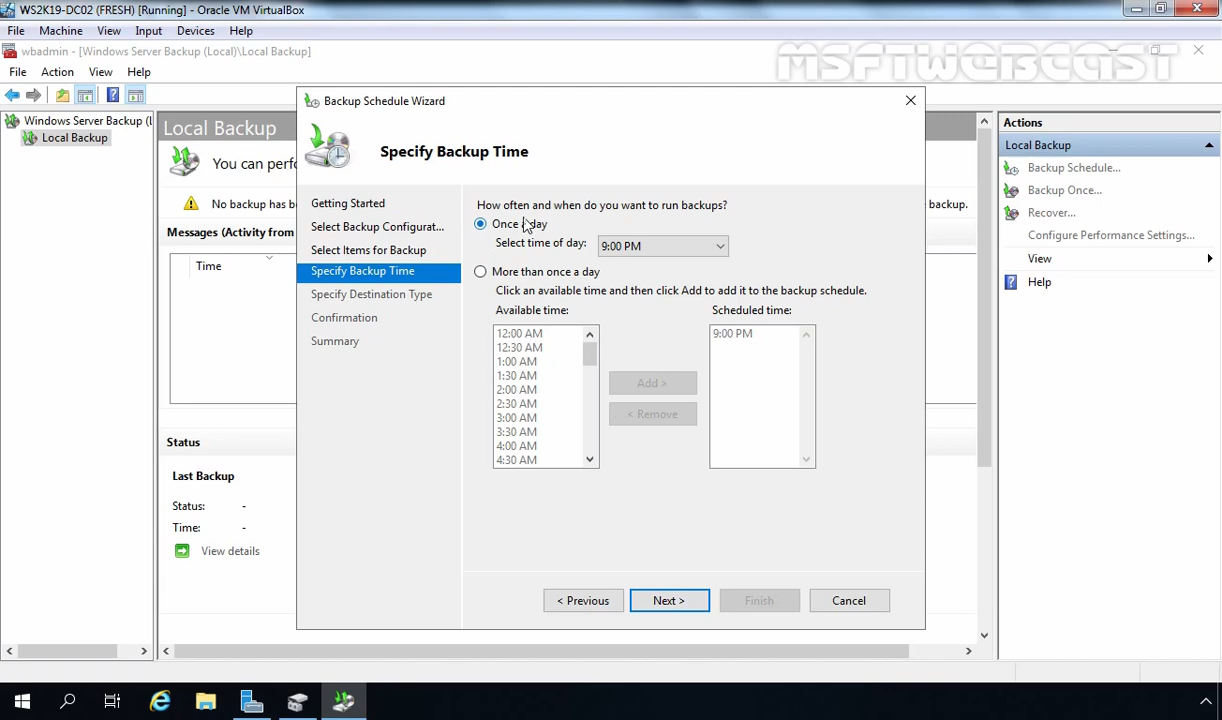 WS2K19-DC02 (FRESH) [Running] - Oracle VM VirtualBox
File Machine View Input Devices Help
wbadmin - [Windows Server Backup (Local)\Local Backup]
MSFTWEBCAST
File Action View Help
Windows Server Backup (L
Local Backup
Local Backup
You can perfo
No backup has be
Messages (Activity from
Time
Status
Last Backup
Status: -
Time: -
View details
Backup Schedule Wizard
Specify Backup Time
Getting Started
Select Backup Configurat...
Select Items for Backup
Specify Backup Time
Specify Destination Type
Confirmation
Summary
How often and when do you want to run backups?
Once a day
Select time of day: 9:00 PM
More than once a day
Click an available time and then click Add to add it to the backup schedule.
Available time:
12:00 AM
12:30 AM
1:00 AM
1:30 AM
2:00 AM
2:30 AM
3:00 AM
3:30 AM
4:00 AM
4:30 AM
Add >
< Remove
Scheduled time:
9:00 PM
< Previous Next > Finish Cancel
Actions
Local Backup
Backup Schedule...
Backup Once...
Recover...
Configure Performance Settings...
View
Help